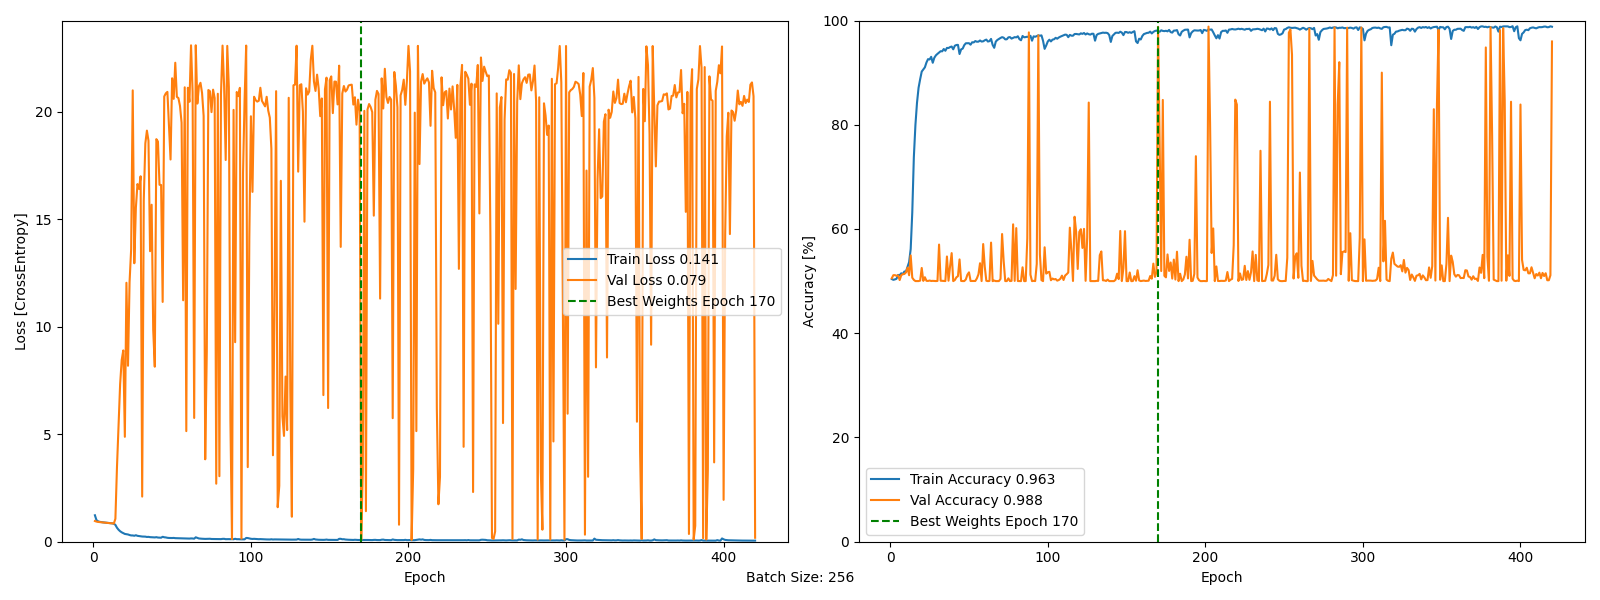 Loss [CrossEntropy]
20
15
10
5
0
0
100
200
300
400
Epoch
Train Loss 0.141
Val Loss 0.079
Best Weights Epoch 170
Accuracy [%]
100
80
60
40
20
0
0
100
200
300
400
Epoch
Train Accuracy 0.963
Val Accuracy 0.988
Best Weights Epoch 170
Batch Size: 256